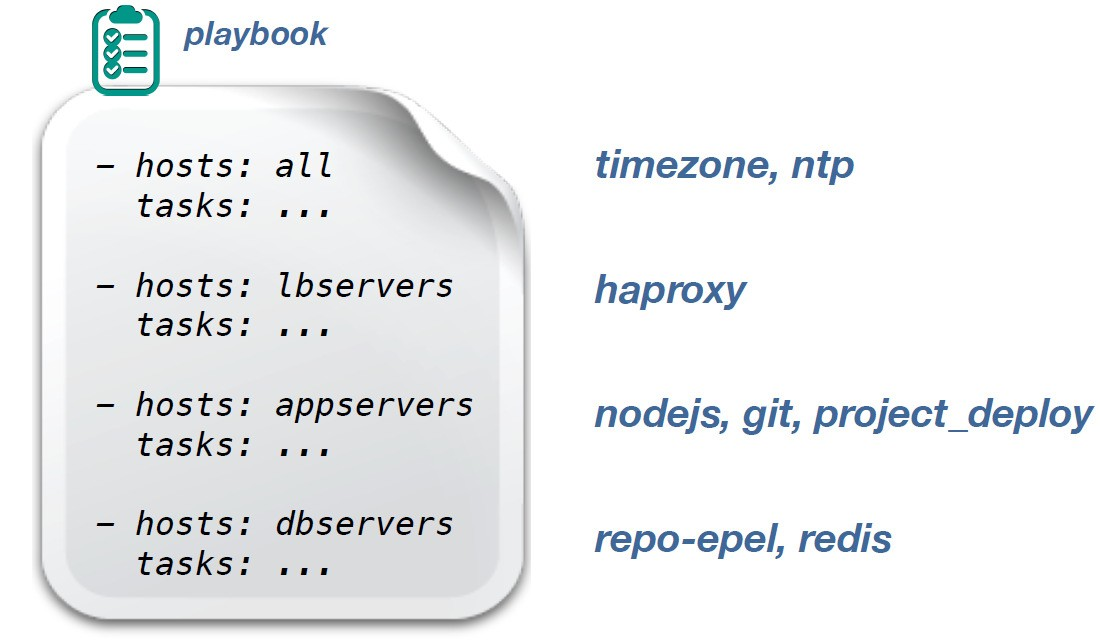 playbook
- hosts: all
tasks: ...
timezone, ntp
- hosts: lbservers
tasks: ...
haproxy
- hosts: appservers
tasks: ...
nodejs, git, project_deploy
- hosts: dbservers
tasks: ...
repo-epel, redis